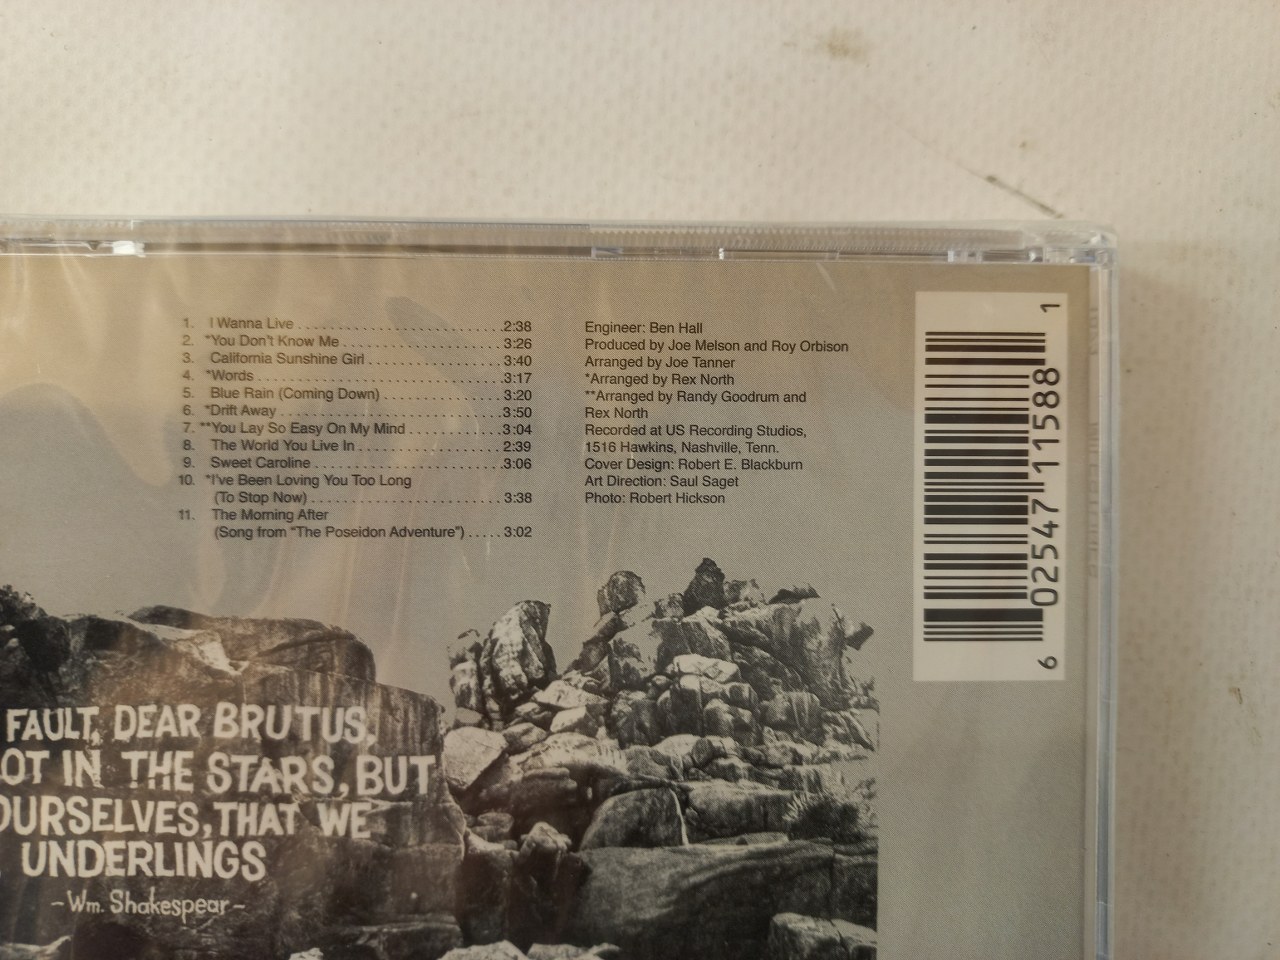 1. I Wanna Live . . . . . . . . . . . . . . . . . . . . . . . . . .2:38
2. *You Don't Know Me . . . . . . . . . . . . . . . . . . . . 3:26
3. California Sunshine Girl . . . . . . . . . . . . . . . . . 3:40
4. *Words . . . . . . . . . . . . . . . . . . . . . . . . . . . . . . .3:17
5. Blue Rain (Coming Down) . . . . . . . . . . . . . . . 3:20
6. *Drift Away . . . . . . . . . . . . . . . . . . . . . . . . . . . . 3:50
7. **You Lay So Easy On My Mind . . . . . . . . . . . .3:04
8. The World You Live In . . . . . . . . . . . . . . . . . . 2:39
9. Sweet Caroline . . . . . . . . . . . . . . . . . . . . . . . .3:06
10. *I've Been Loving You Too Long
(To Stop Now) . . . . . . . . . . . . . . . . . . . . . . . . 3:38
11. The Morning After
(Song from "The Poseidon Adventure") . . . . . 3:02
Engineer: Ben Hall
Produced by Joe Melson and Roy Orbison
Arranged by Joe Tanner
*Arranged by Rex North
**Arranged by Randy Goodrum and
Rex North
Recorded at US Recording Studios,
1516 Hawkins, Nashville, Tenn.
Cover Design: Robert E. Blackburn
Art Direction: Saul Saget
Photo: Robert Hickson
6 02547 11588 1
FAULT, DEAR BRUTUS,
IN THE STARS, BUT
OURSELVES, THAT WE
UNDERLINGS
~Wm. Shakespear~